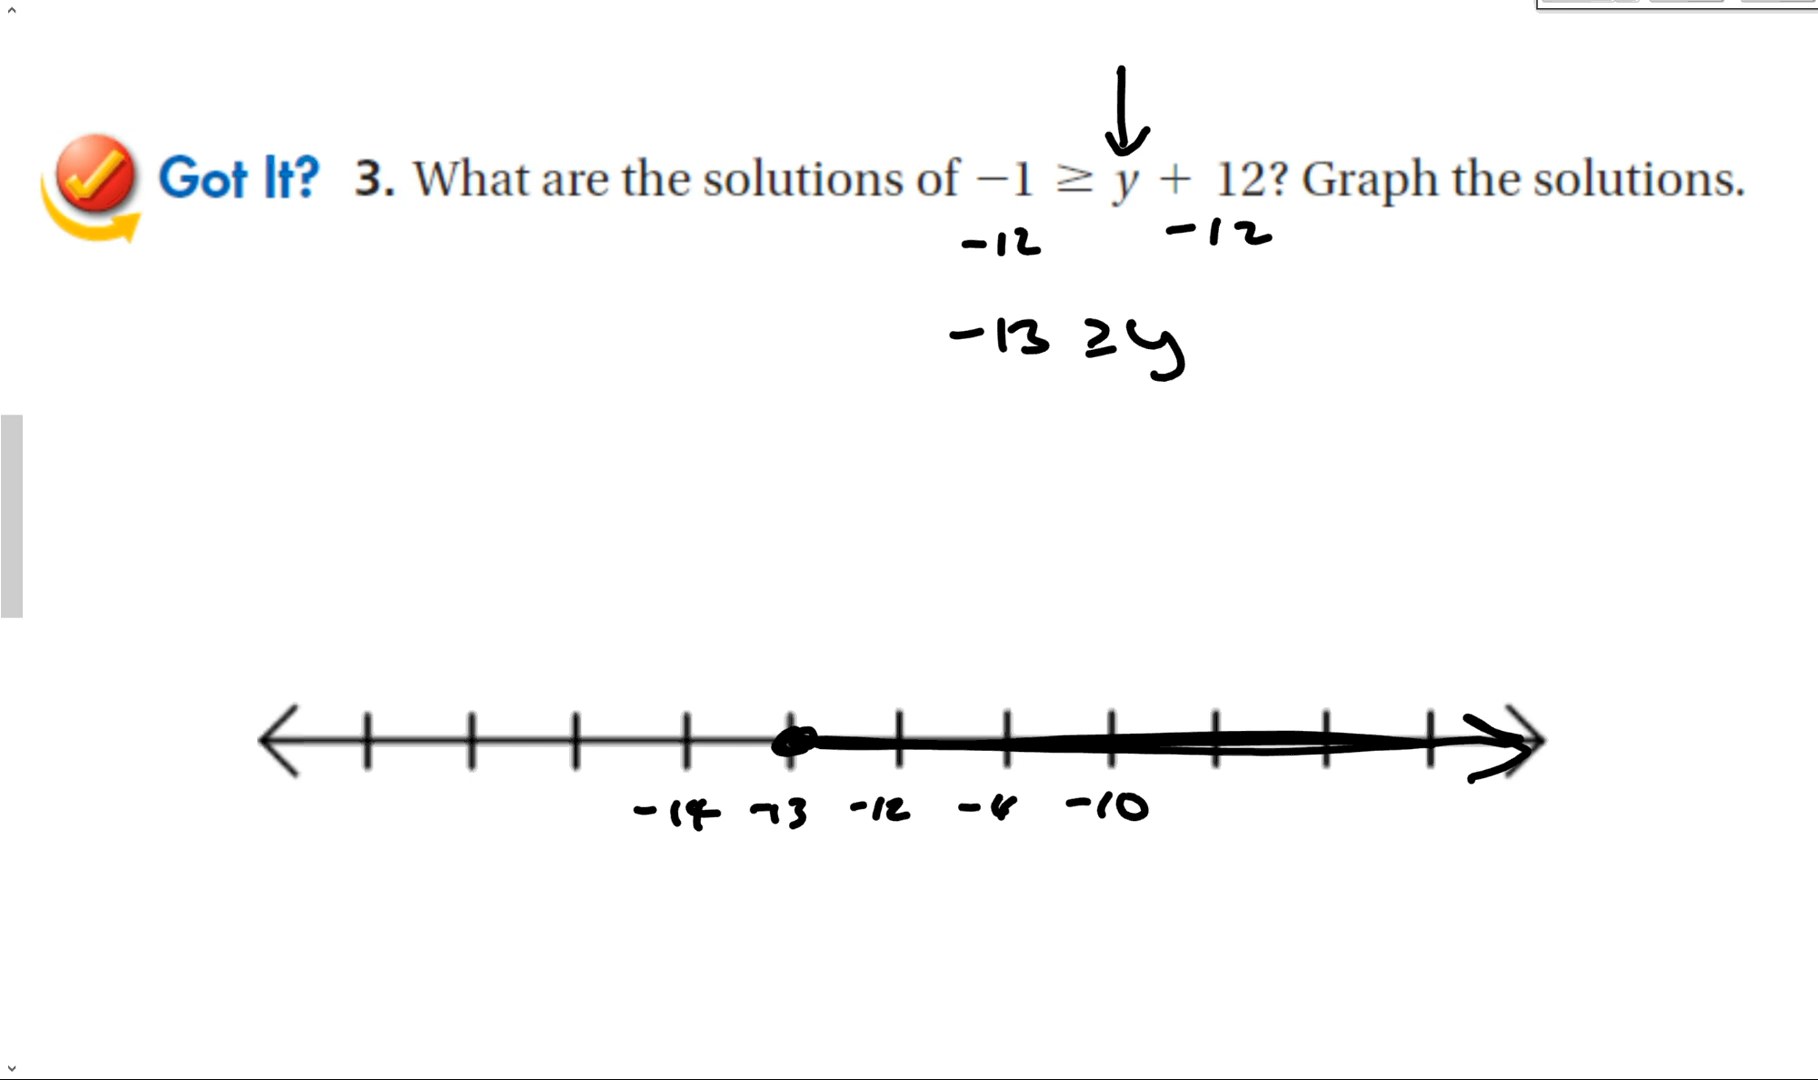 Got It? 3. What are the solutions of −1 ≥ y + 12? Graph the solutions.
-12 -12
-13 ≥ y
-14 -13 -12 -10